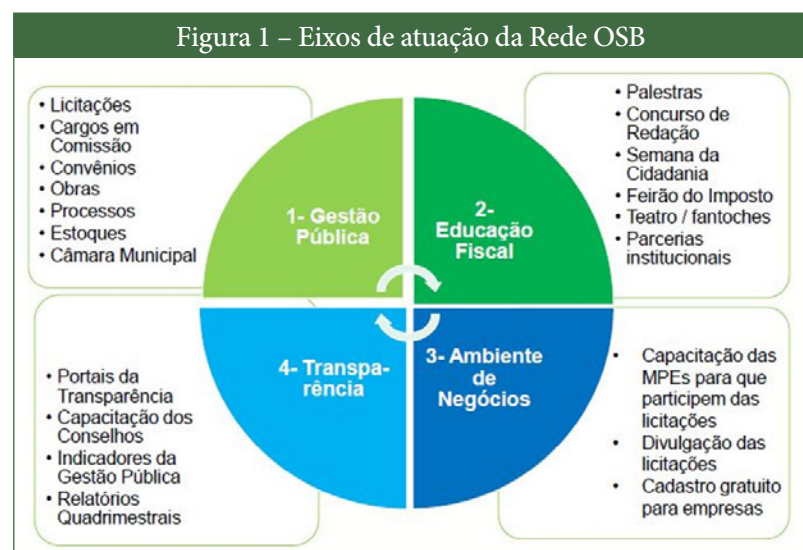 Figura 1 – Eixos de atuação da Rede OSB
• Licitações
• Cargos em
Comissão
• Convênios
• Obras
• Processos
• Estoques
• Câmara Municipal
1- Gestão
Pública
2-
Educação
Fiscal
• Palestras
• Concurso de
Redação
• Semana da
Cidadania
• Feirão do Imposto
• Teatro / fantoches
• Parcerias
institucionais
• Portais da
Transparência
• Capacitação dos
Conselhos
• Indicadores da
Gestão Pública
• Relatórios
Quadrimestrais
4- Transpa-
rência
3- Ambiente
de
Negócios
• Capacitação das
MPEs para que
participem das
licitações
• Divulgação das
licitações
• Cadastro gratuito
para empresas